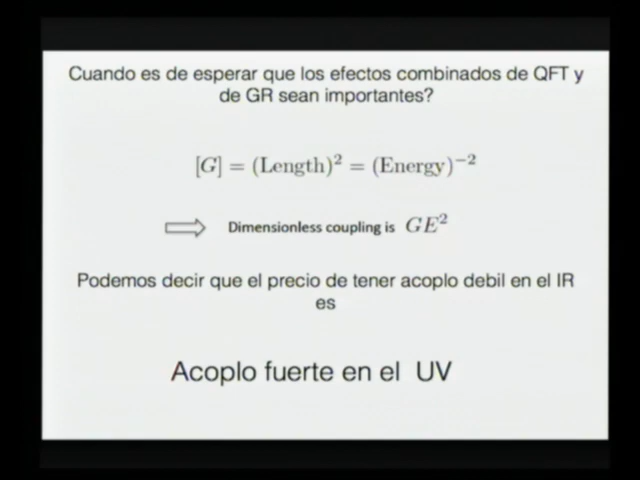 Cuando es de esperar que los efectos combinados de QFT y
de GR sean importantes?
[G] = (Length)² = (Energy)⁻²
⟹ Dimensionless coupling is GE²
Podemos decir que el precio de tener acoplo debil en el IR
es
Acoplo fuerte en el UV